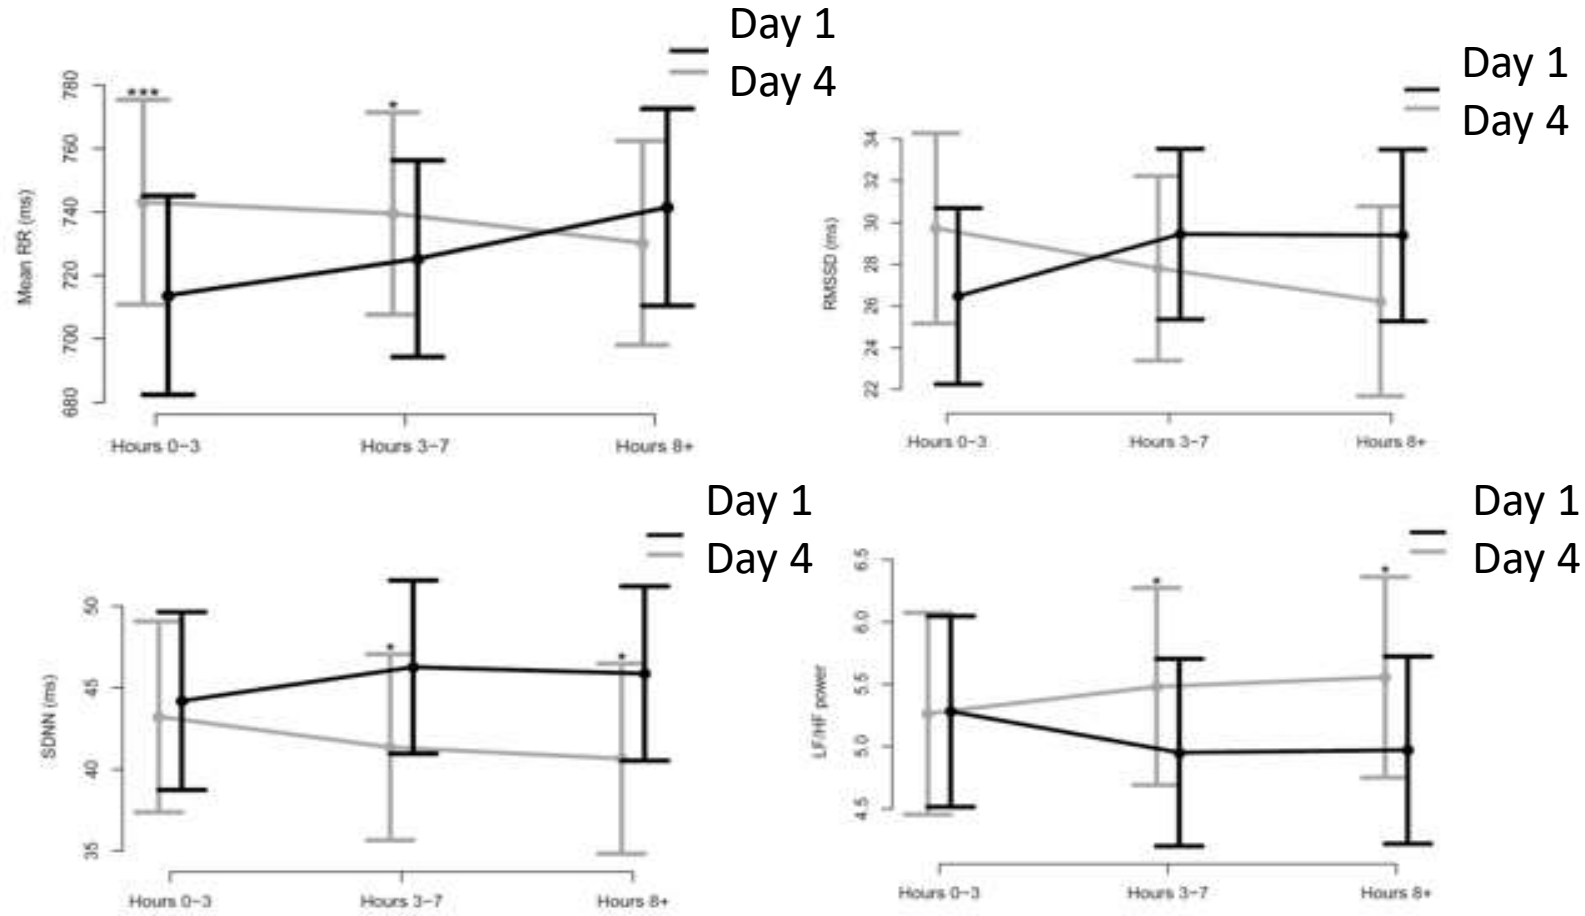 Day 1
Day 4
***
*
780
760
740
720
700
680
Mean RR (ms)
Hours 0-3
Hours 3-7
Hours 8+
Day 1
Day 4
34
32
30
28
26
24
22
RMSSD (ms)
Hours 0-3
Hours 3-7
Hours 8+
Day 1
Day 4
*
*
50
45
40
35
SDNN (ms)
Hours 0-3
Hours 3-7
Hours 8+
Day 1
Day 4
*
*
6.5
6.0
5.5
5.0
4.5
LF/HF power
Hours 0-3
Hours 3-7
Hours 8+